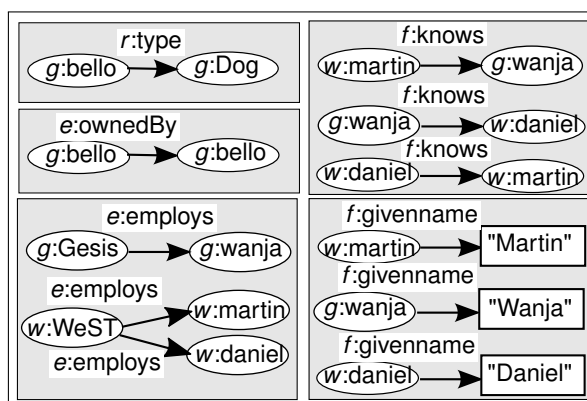 r:type
g:bello g:Dog
e:ownedBy
g:bello g:bello
e:employs
g:Gesis g:wanja
e:employs
w:martin
w:WeST
w:daniel
e:employs
f:knows
w:martin g:wanja
f:knows
g:wanja w:daniel
f:knows
w:daniel w:martin
f:givenname
w:martin "Martin"
f:givenname
g:wanja "Wanja"
f:givenname
w:daniel "Daniel"